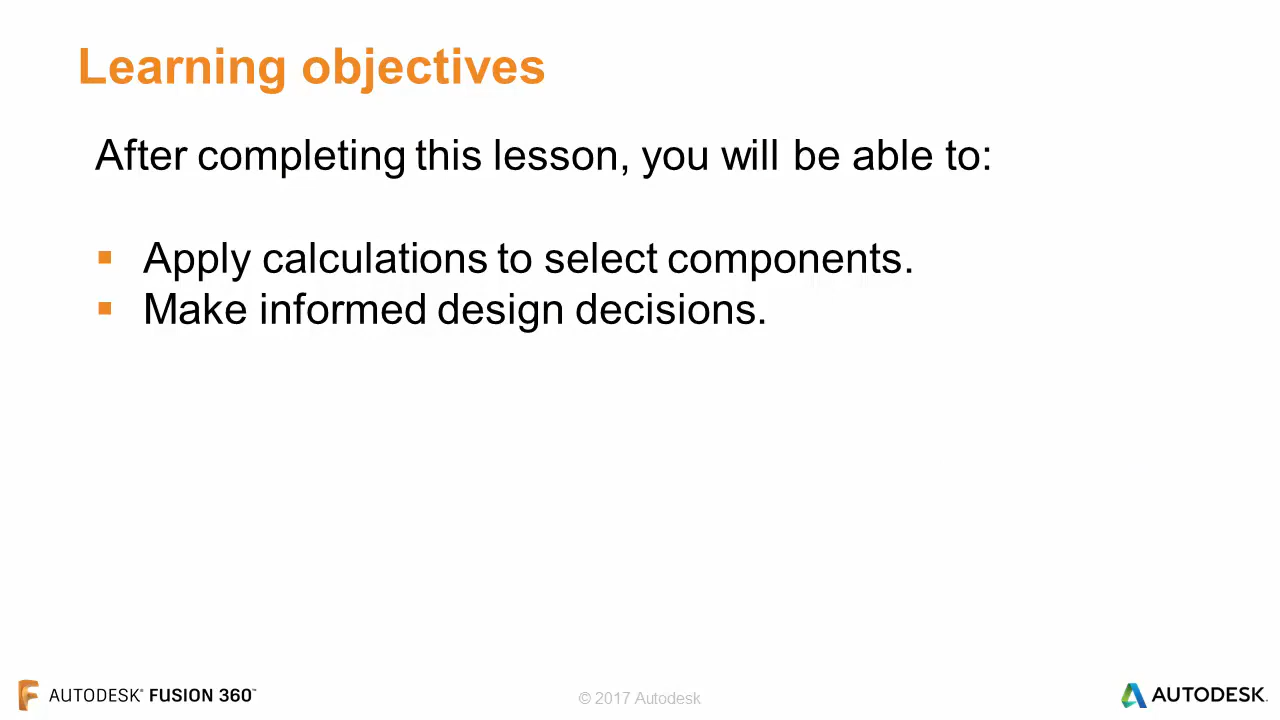 Learning objectives
After completing this lesson, you will be able to:
▪ Apply calculations to select components.
▪ Make informed design decisions.
AUTODESK® FUSION 360™
© 2017 Autodesk
AUTODESK.